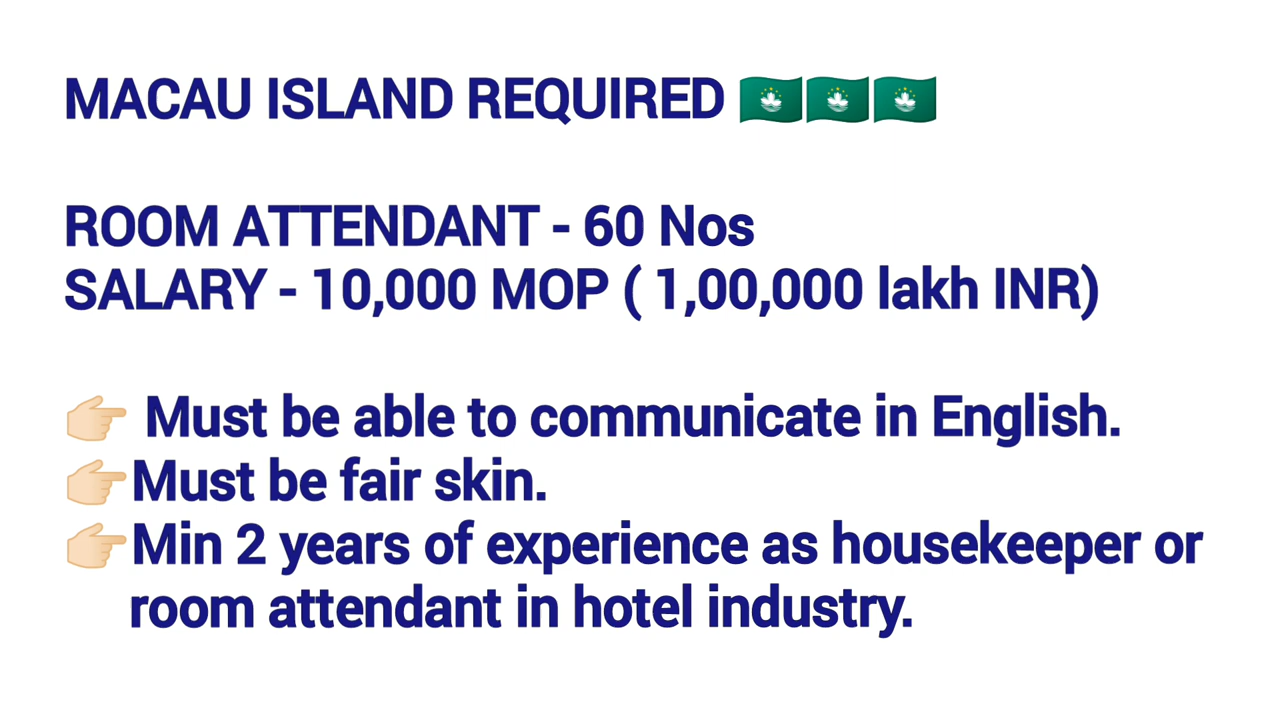 MACAU ISLAND REQUIRED 🇲🇴🇲🇴🇲🇴
ROOM ATTENDANT - 60 Nos
SALARY - 10,000 MOP ( 1,00,000 lakh INR)
👉🏻 Must be able to communicate in English.
👉🏻Must be fair skin.
👉🏻Min 2 years of experience as housekeeper or
room attendant in hotel industry.